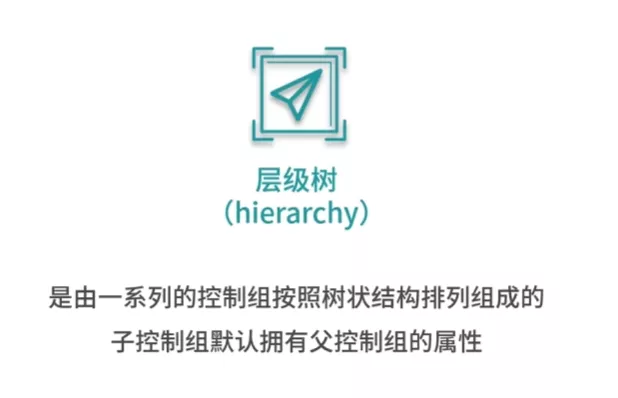 层级树
（hierarchy）
是由一系列的控制组按照树状结构排列组成的
子控制组默认拥有父控制组的属性